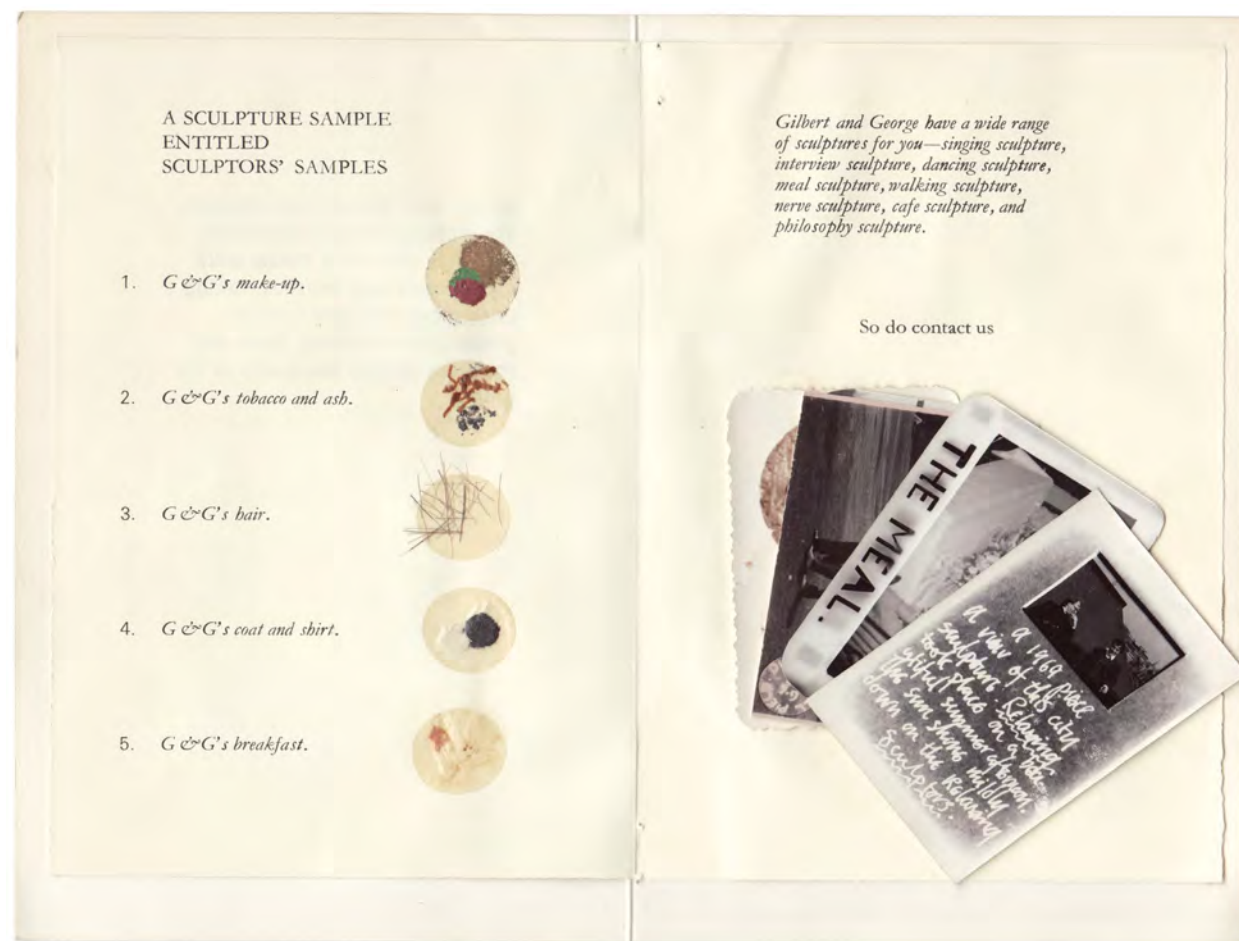 A SCULPTURE SAMPLE
ENTITLED
SCULPTORS' SAMPLES
1. G & G's make-up.
2. G & G's tobacco and ash.
3. G & G's hair.
4. G & G's coat and shirt.
5. G & G's breakfast.
Gilbert and George have a wide range
of sculptures for you—singing sculpture,
interview sculpture, dancing sculpture,
meal sculpture, walking sculpture,
nerve sculpture, cafe sculpture, and
philosophy sculpture.
So do contact us
THE MEAL.
a 1969 piece
a view of this city
sculpture. Relaxing
took place on a
summer afternoon.
the sun shone mildly
down on the relaxing
sculptors.